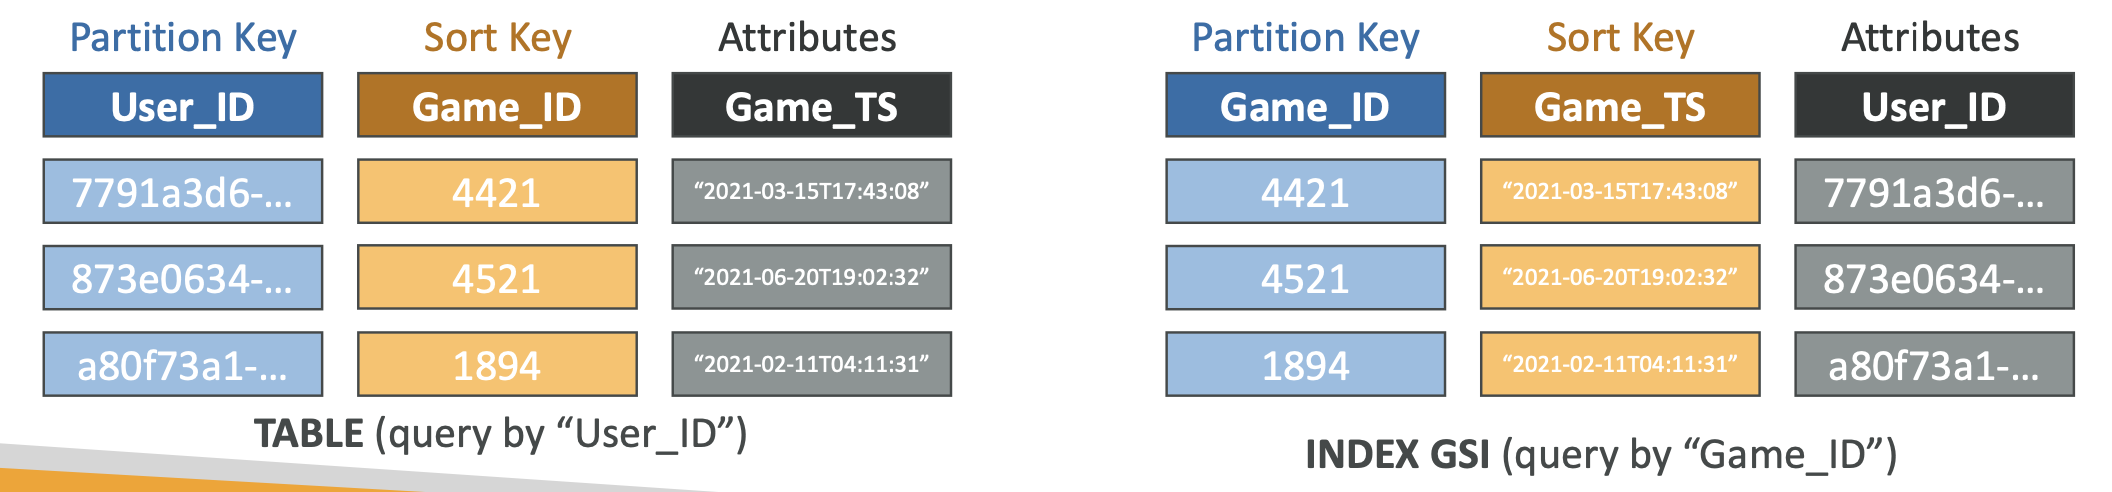 Partition Key Sort Key Attributes
User_ID Game_ID Game_TS
7791a3d6-... 4421 “2021-03-15T17:43:08”
873e0634-... 4521 “2021-06-20T19:02:32”
a80f73a1-... 1894 “2021-02-11T04:11:31”
TABLE (query by “User_ID”)
Partition Key Sort Key Attributes
Game_ID Game_TS User_ID
4421 “2021-03-15T17:43:08” 7791a3d6-...
4521 “2021-06-20T19:02:32” 873e0634-...
1894 “2021-02-11T04:11:31” a80f73a1-...
INDEX GSI (query by “Game_ID”)